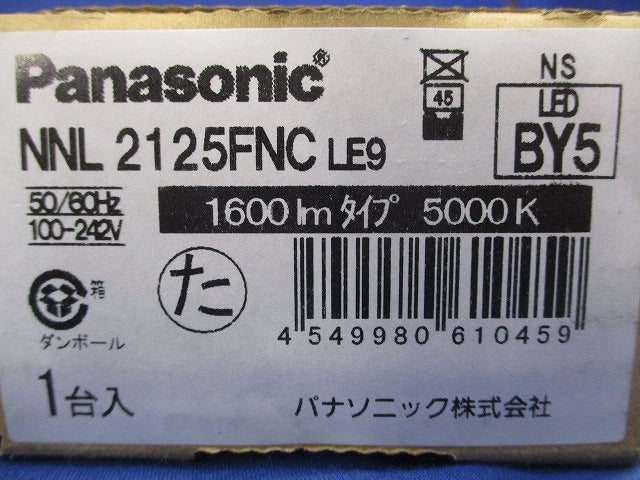 Panasonic
NNL 2125FNC LE9
45
NS
LED
BY5
50/60Hz
100-242V
1600 lm タイプ 5000 K
箱
ダンボール
た
4 549980 610459
1台入
パナソニック株式会社